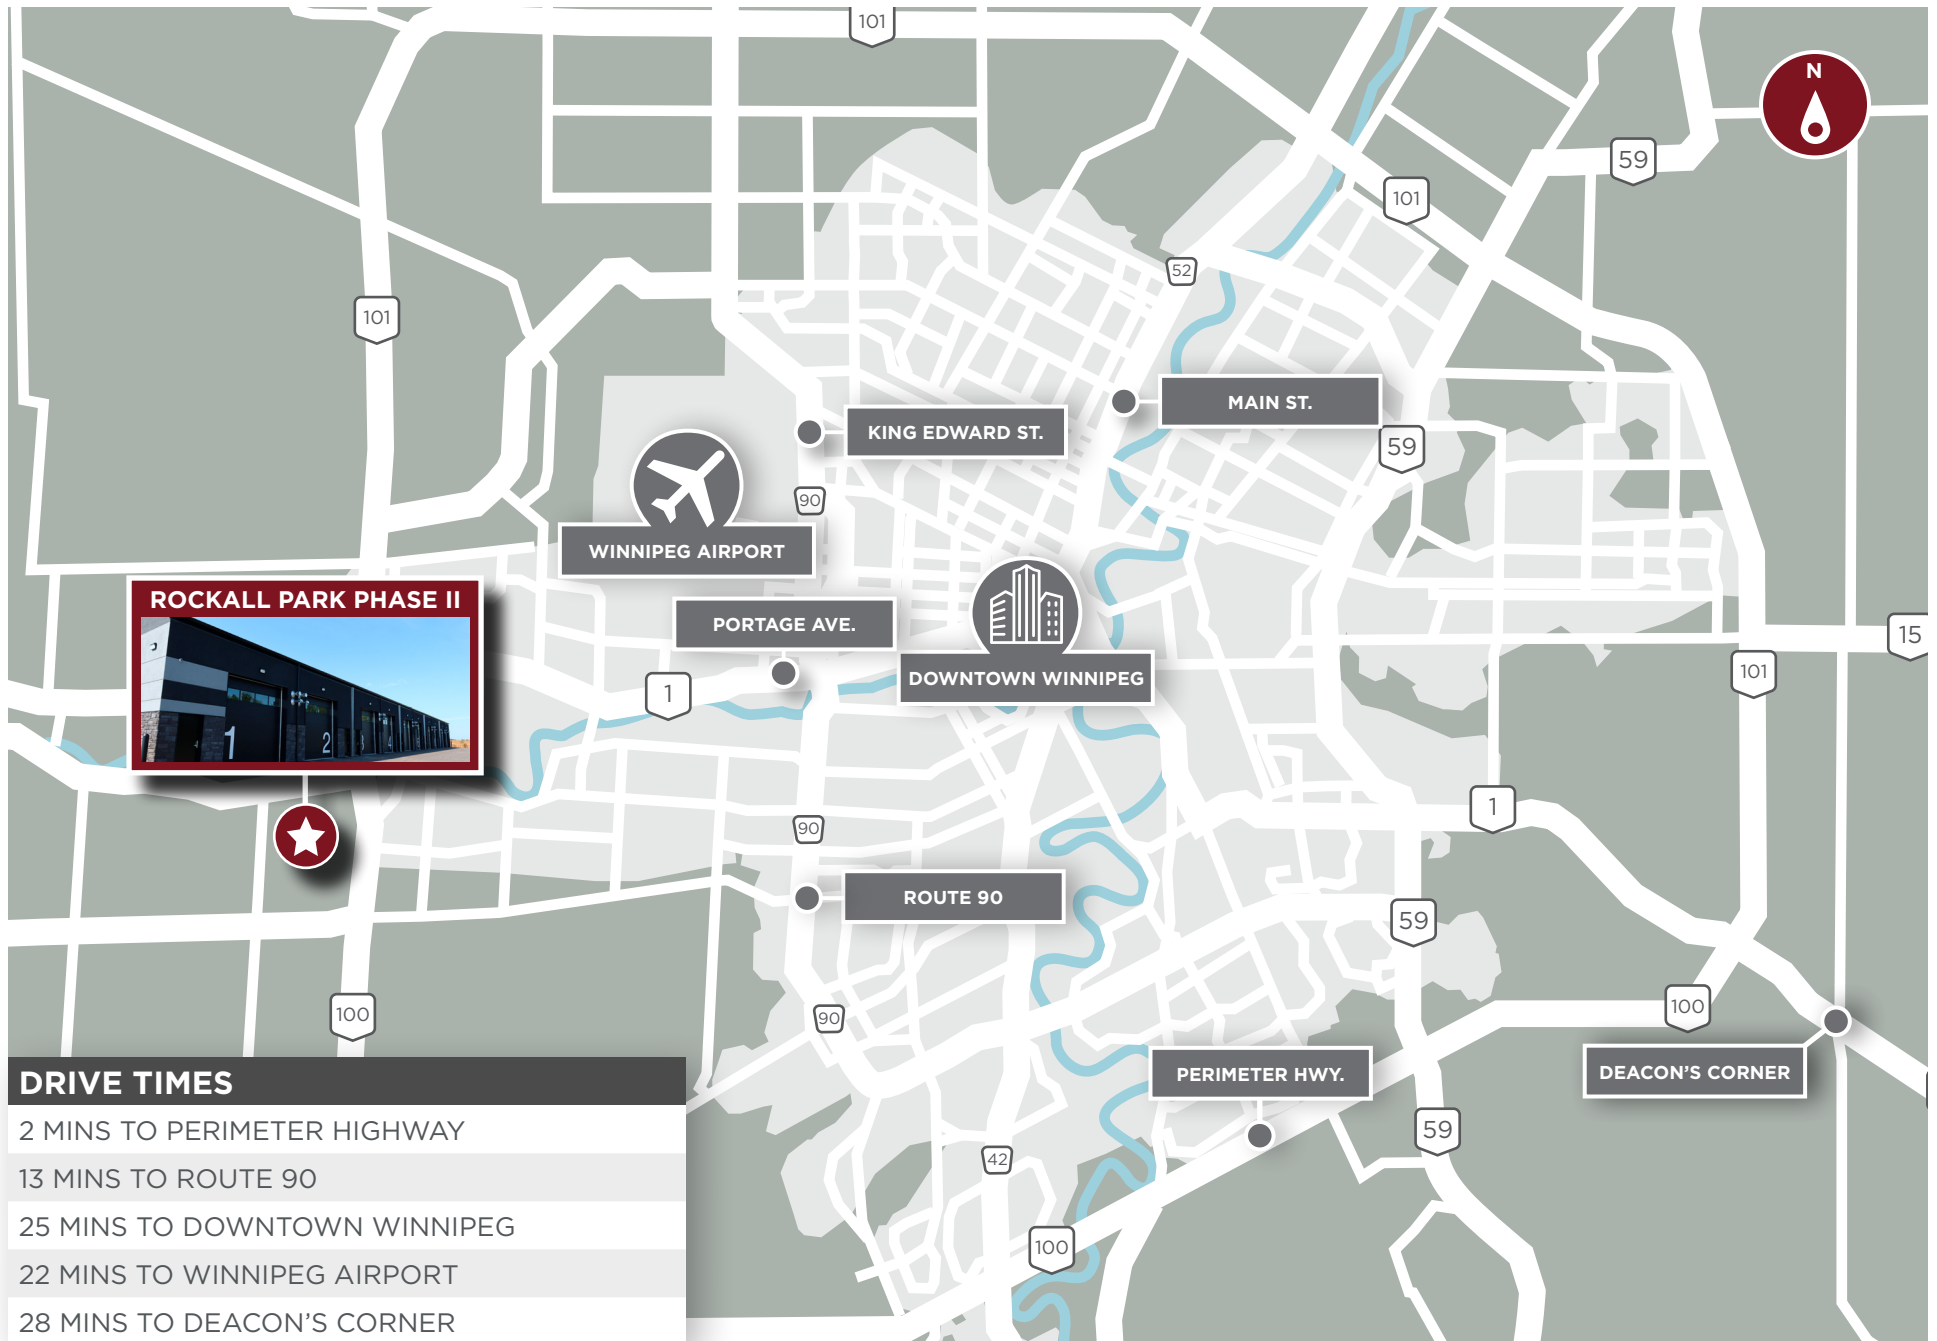 101
N
59
101
52
101
MAIN ST.
KING EDWARD ST.
59
90
WINNIPEG AIRPORT
ROCKALL PARK PHASE II
PORTAGE AVE.
15
101
DOWNTOWN WINNIPEG
1
1
2
1
90
ROUTE 90
59
100
100
90
DEACON'S CORNER
PERIMETER HWY.
59
42
100
DRIVE TIMES
2 MINS TO PERIMETER HIGHWAY
13 MINS TO ROUTE 90
25 MINS TO DOWNTOWN WINNIPEG
22 MINS TO WINNIPEG AIRPORT
28 MINS TO DEACON'S CORNER